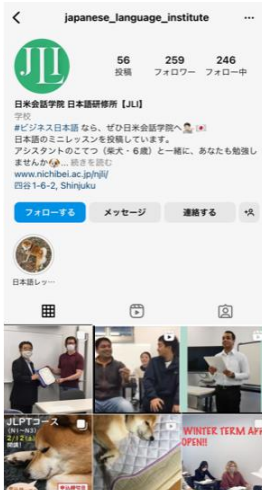 japanese_language_institute
JLI
56
投稿
259
フォロワー
246
フォロー中
日米会話学院 日本語研修所【JLI】
学校
#ビジネス日本語 なら、ぜひ日米会話学院へ
日本語のミニレッスンを投稿しています。
アシスタントのこてつ（柴犬・6歳）と一緒に、あなたも勉強し
ませんか… 続きを読む
www.nichibei.ac.jp/njli/
四谷1-6-2, Shinjuku
フォローする
メッセージ
連絡する
日本語レッ…
JLPTコース
(N1~N3)
2/12(土)
開講!
WINTER TERM
OPEN!!